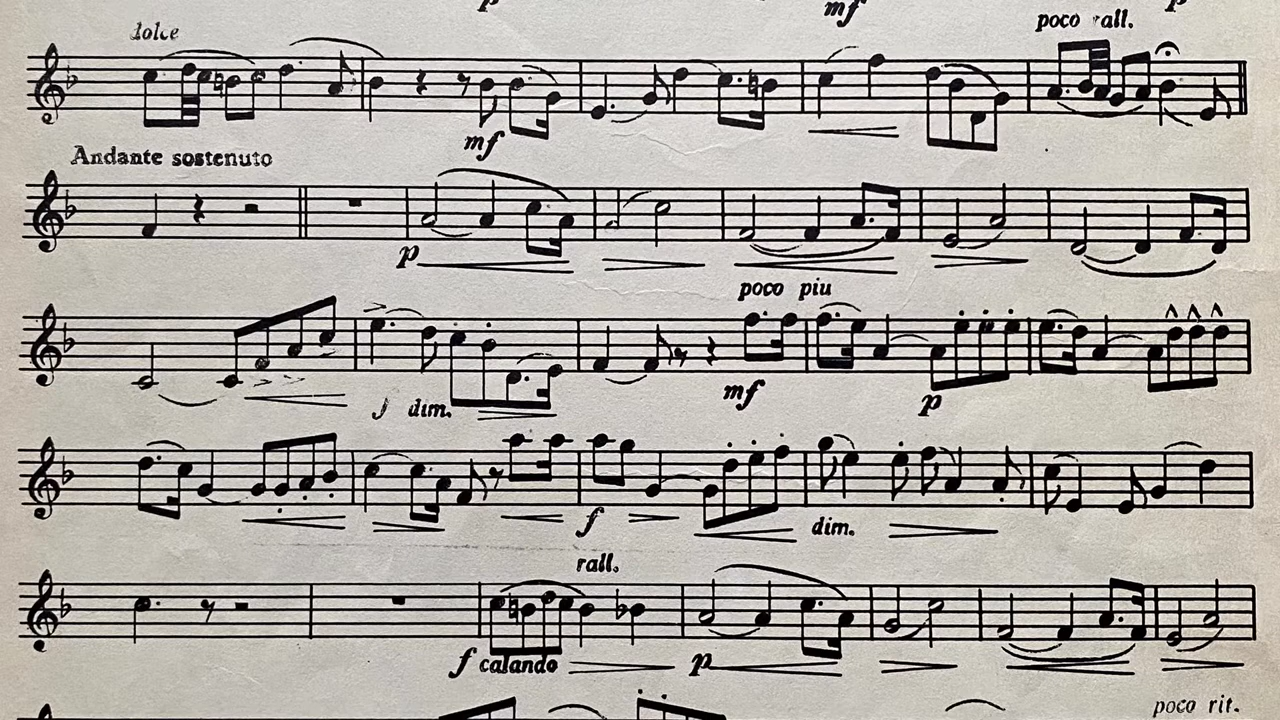 p mf p
dolce poco rall.
mf
Andante sostenuto
p
poco piu
f dim. mf p
f dim.
rall.
f calando p
poco rit.